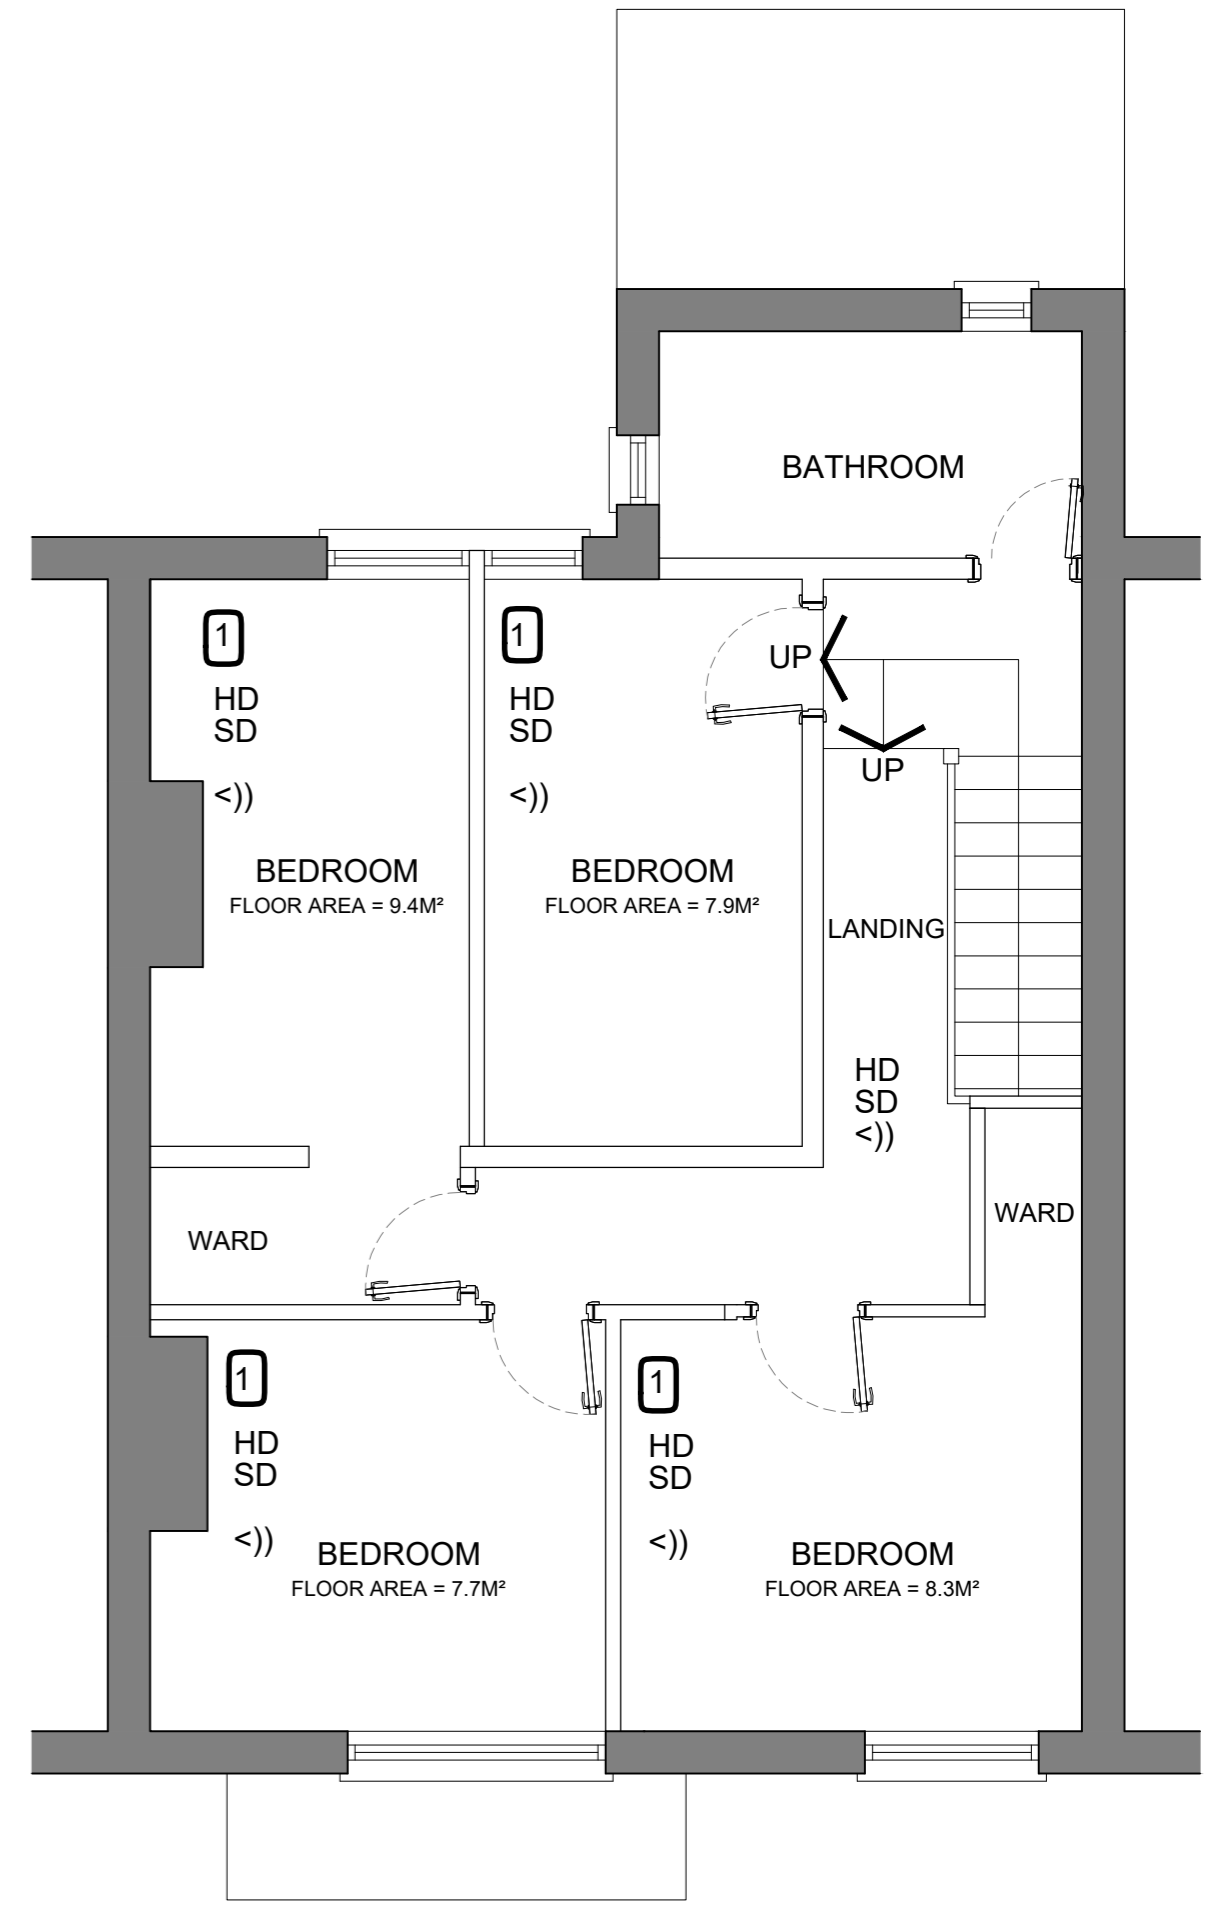 BATHROOM
1
HD
SD
<))
BEDROOM
FLOOR AREA = 9.4M²
1
HD
SD
<))
BEDROOM
FLOOR AREA = 7.9M²
UP
UP
LANDING
HD
SD
<))
WARD
WARD
1
HD
SD
<))
BEDROOM
FLOOR AREA = 7.7M²
1
HD
SD
<))
BEDROOM
FLOOR AREA = 8.3M²